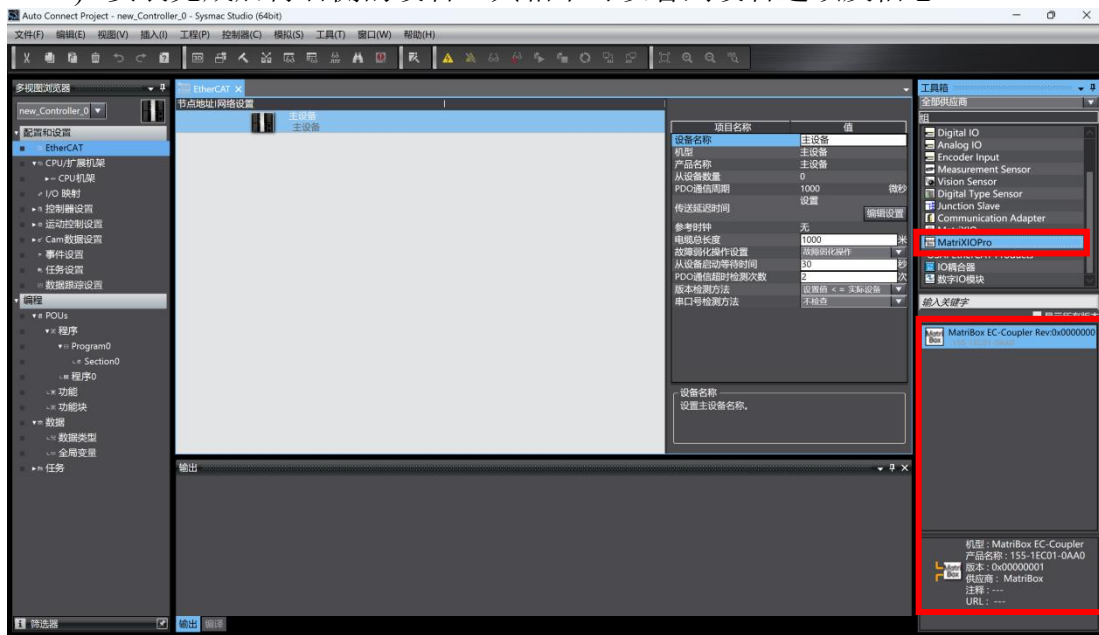 Auto Connect Project - new_Controller_0 - Sysmac Studio (64bit)
文件(F) 编辑(E) 视图(V) 插入(I) 工程(P) 控制器(C) 模拟(S) 工具(T) 窗口(W) 帮助(H)
多视图浏览器
new_Controller_0
配置和设置
EtherCAT
CPU/扩展机架
CPU机架
I/O 映射
控制器设置
运动控制设置
Cam数据设置
事件设置
任务设置
数据跟踪设置
编程
POUs
程序
Program0
Section0
程序0
功能
功能块
数据
数据类型
全局变量
任务
筛选器
EtherCAT
节点地址|网络设置
主设备
主设备
项目名称 值
设备名称 主设备
机型 主设备
产品名称 主设备
从设备数量 0
PDO通信周期 1000 微秒
传送延迟时间 设置
编辑设置
参考时钟 无
电缆总长度 1000 米
故障弱化操作设置 故障弱化操作
从设备启动等待时间 30 秒
PDO通信超时检测次数 2 次
版本检测方法 设置值 <= 实际设备
串口号检测方法 不检查
设备名称
设置主设备名称。
输出
输出 编译
工具箱
全部供应商
组
Digital IO
Analog IO
Encoder Input
Measurement Sensor
Vision Sensor
Digital Type Sensor
Junction Slave
Communication Adapter
MatriXIO
MatriXIOPro
IO耦合器
数字IO模块
输入关键字
显示所有版本
MatriBox EC-Coupler Rev:0x0000000
155-1EC01-0AA0
机型 : MatriBox EC-Coupler
产品名称 : 155-1EC01-0AA0
版本 : 0x00000001
供应商 : MatriBox
注释 : ---
URL : ---